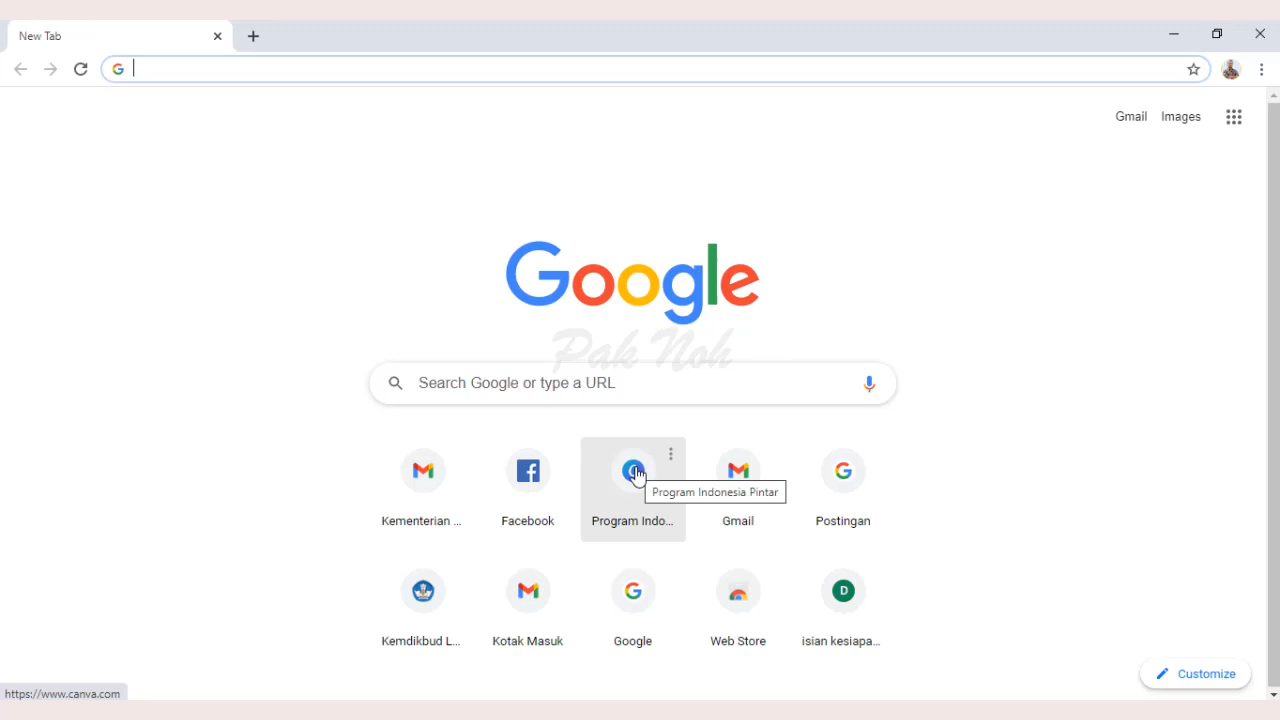 New Tab
Gmail Images
Google
Pak Noh
Search Google or type a URL
Program Indonesia Pintar
Kementerian ...
Facebook
Program Indo...
Gmail
Postingan
D
Kemdikbud L...
Kotak Masuk
Google
Web Store
isian kesiapa...
Customize
https://www.canva.com